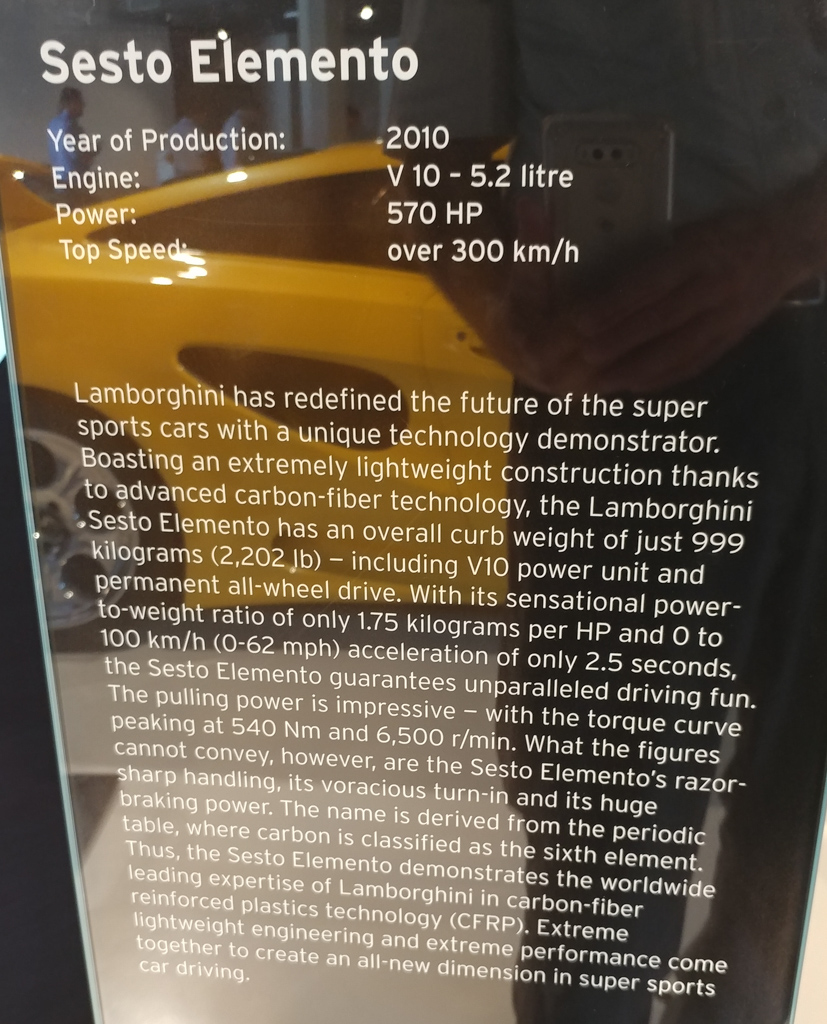 Sesto Elemento
Year of Production: 2010
Engine: V 10 - 5.2 litre
Power: 570 HP
Top Speed: over 300 km/h
Lamborghini has redefined the future of the super
sports cars with a unique technology demonstrator.
Boasting an extremely lightweight construction thanks
to advanced carbon-fiber technology, the Lamborghini
Sesto Elemento has an overall curb weight of just 999
kilograms (2,202 lb) – including V10 power unit and
permanent all-wheel drive. With its sensational power-
to-weight ratio of only 1.75 kilograms per HP and 0 to
100 km/h (0-62 mph) acceleration of only 2.5 seconds,
the Sesto Elemento guarantees unparalleled driving fun.
The pulling power is impressive – with the torque curve
peaking at 540 Nm and 6,500 r/min. What the figures
cannot convey, however, are the Sesto Elemento's razor-
sharp handling, its voracious turn-in and its huge
braking power. The name is derived from the periodic
table, where carbon is classified as the sixth element.
Thus, the Sesto Elemento demonstrates the worldwide
leading expertise of Lamborghini in carbon-fiber
reinforced plastics technology (CFRP). Extreme
lightweight engineering and extreme performance come
together to create an all-new dimension in super sports
car driving.